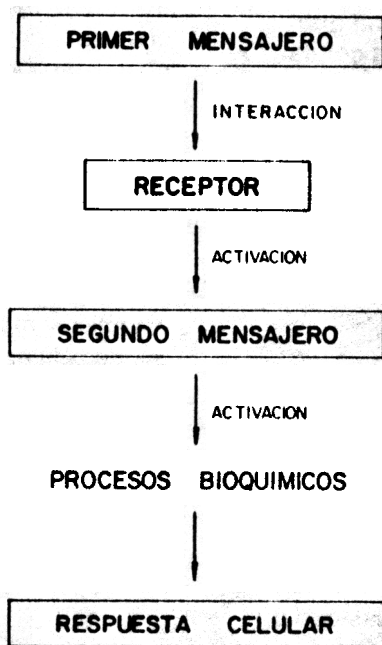 PRIMER MENSAJERO
INTERACCION
RECEPTOR
ACTIVACION
SEGUNDO MENSAJERO
ACTIVACION
PROCESOS BIOQUIMICOS
RESPUESTA CELULAR